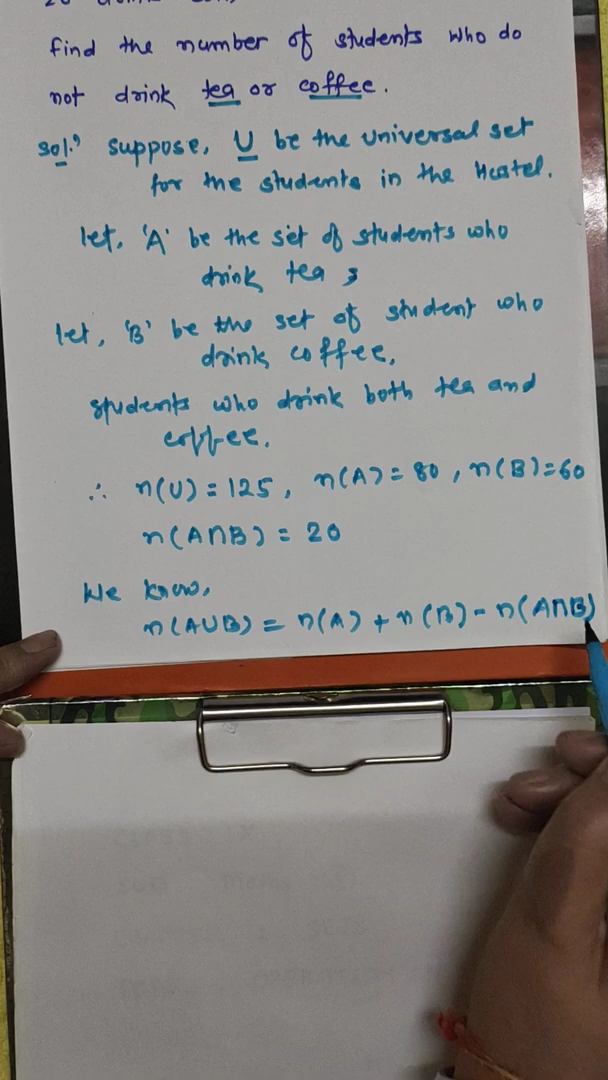 find the number of students who do
not drink tea or coffee.
Sol.ⁿ Suppose, U be the universal set
for the students in the Hostel.
let, 'A' be the set of students who
drink tea ;
let, 'B' be the set of student who
drink coffee.
students who drink both tea and
coffee.
∴ n(U) = 125, n(A) = 80, n(B)=60
n(A∩B) = 20
We know,
n(A∪B) = n(A) + n(B) - n(A∩B)